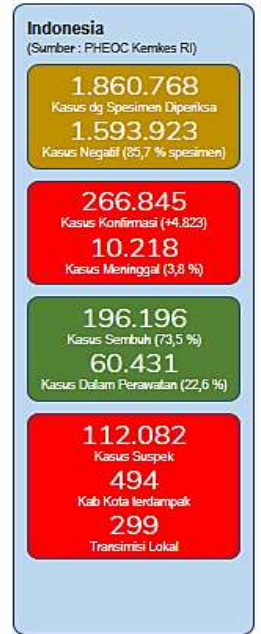 Indonesia
(Sumber : PHEOC Kemkes RI)
1.860.768
Kasus dg Spesimen Diperiksa
1.593.923
Kasus Negatif (85,7 % spesimen)
266.845
Kasus Konfirmasi (+4.823)
10.218
Kasus Meninggal (3,8 %)
196.196
Kasus Sembuh (73,5 %)
60.431
Kasus Dalam Perawatan (22,6 %)
112.082
Kasus Suspek
494
Kab Kota terdampak
299
Transimisi Lokal